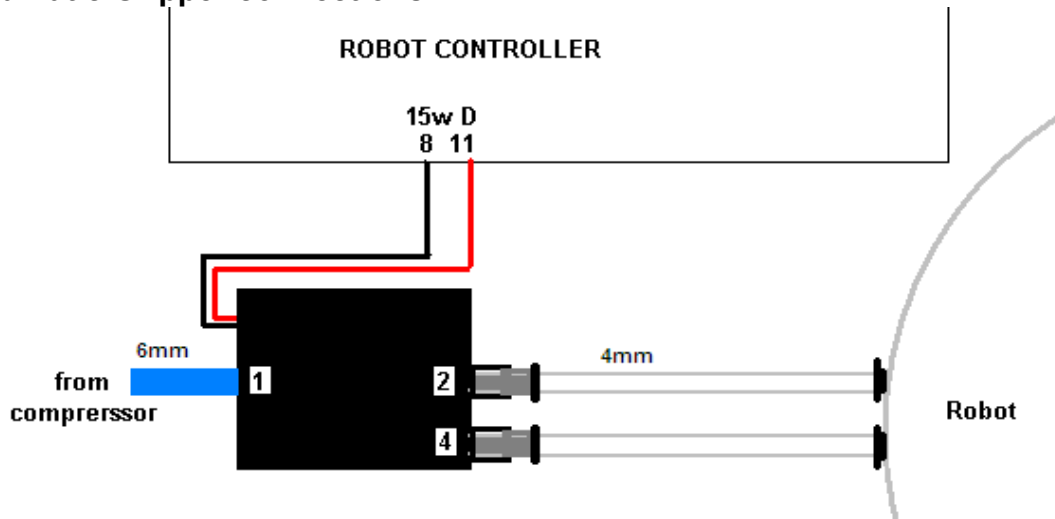 ROBOT CONTROLLER
15w D
8 11
6mm
4mm
1
2
from
comprerssor
Robot
4